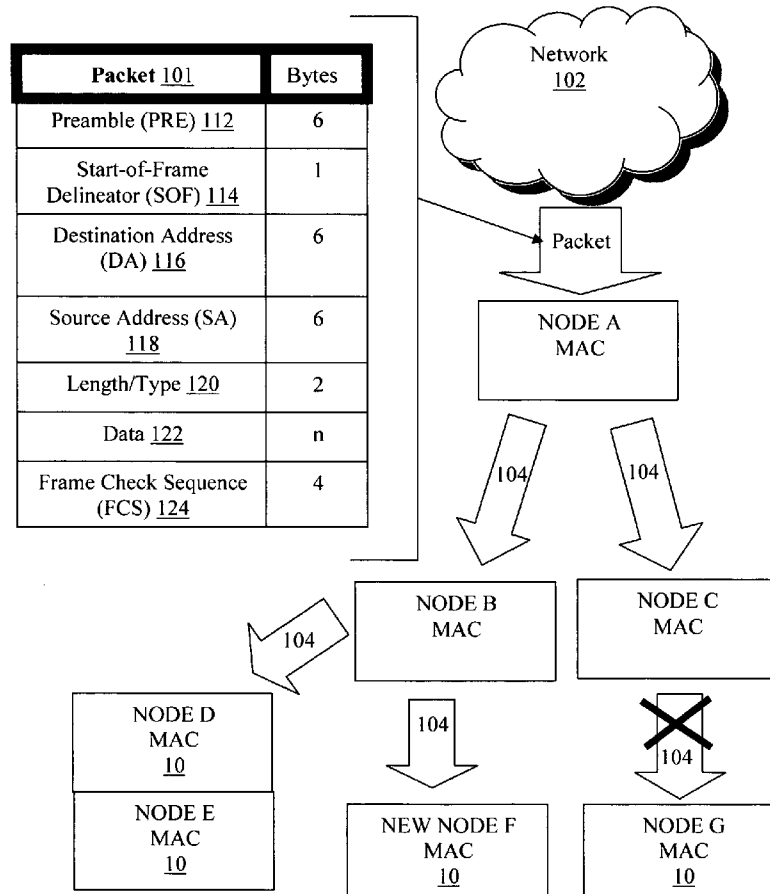 Packet 101 Bytes
Preamble (PRE) 112 6
Start-of-Frame 1
Delineator (SOF) 114
Destination Address 6
(DA) 116
Source Address (SA) 6
118
Length/Type 120 2
Data 122 n
Frame Check Sequence 4
(FCS) 124
Network
102
Packet
NODE A
MAC
104
104
NODE B
MAC
NODE C
MAC
104
104
104
NODE D
MAC
10
NODE E
MAC
10
NEW NODE F
MAC
10
NODE G
MAC
10